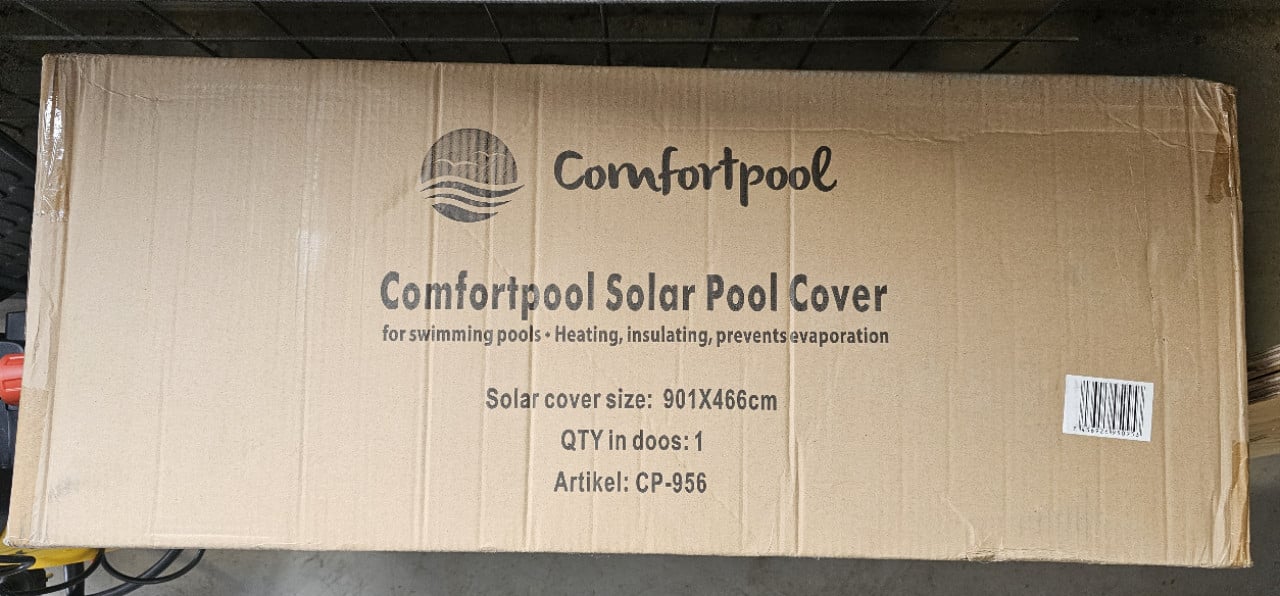 Comfortpool
Comfortpool Solar Pool Cover
for swimming pools • Heating, insulating, prevents evaporation
Solar cover size: 901X466cm
QTY in doos: 1
Artikel: CP-956